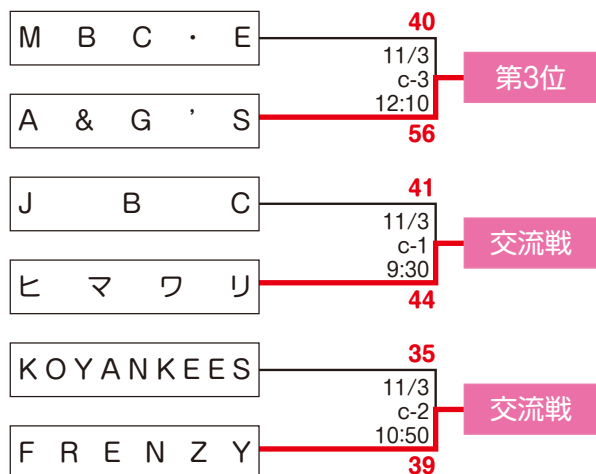 40
M B C ・ E
11/3
c-3
12:10
第3位
A & G ' S
56
41
J B C
11/3
c-1
9:30
交流戦
ヒ マ ワ リ
44
35
K O Y A N K E E S
11/3
c-2
10:50
交流戦
F R E N Z Y
39